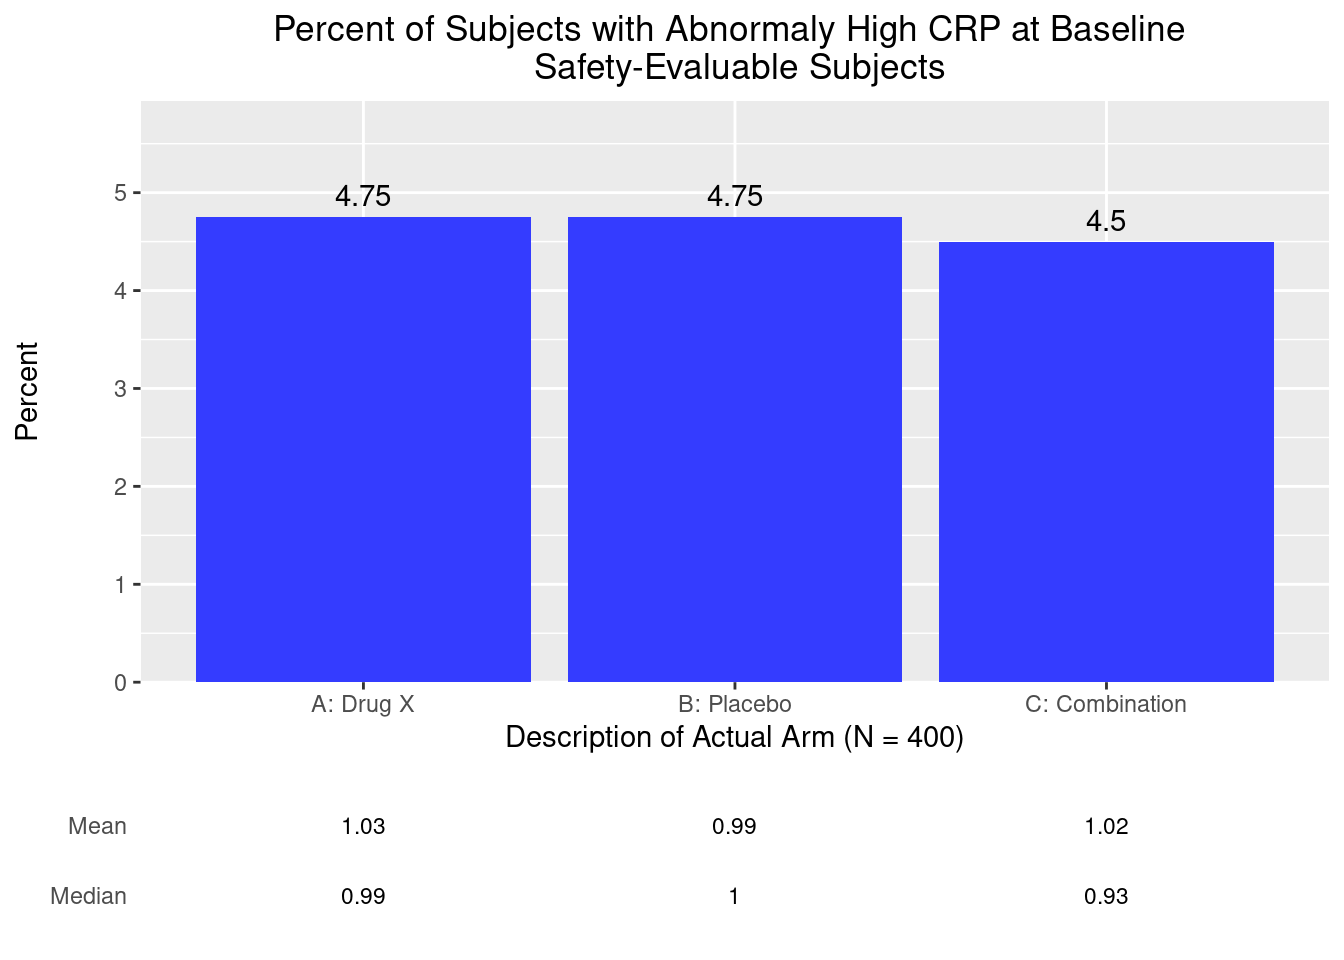 Percent of Subjects with Abnormaly High CRP at Baseline
Safety-Evaluable Subjects
Percent
5
4
3
2
1
0
4.75
4.75
4.5
A: Drug X
B: Placebo
C: Combination
Description of Actual Arm (N = 400)
Mean 1.03 0.99 1.02
Median 0.99 1 0.93